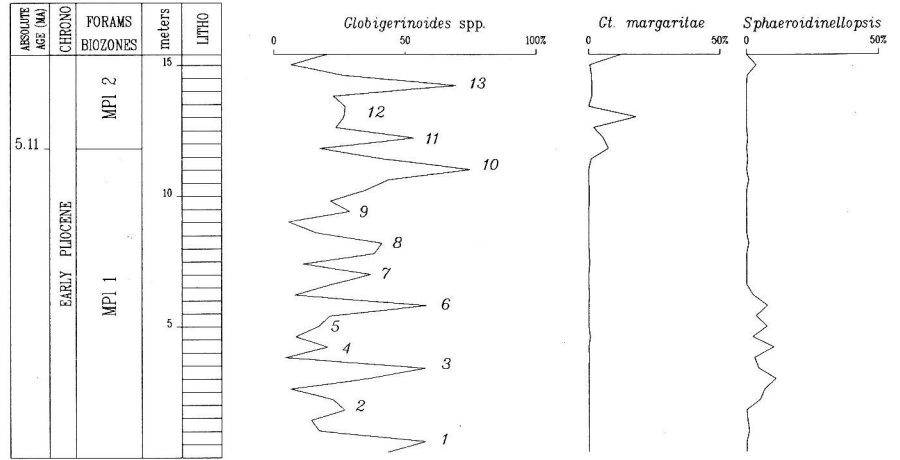 ABSOLUTE
AGE (MA)
CHRONO
FORAMS
BIOZONES
meters
LITHO
Globigerinoides spp.
0 50 100%
Ct. margaritae
0 50%
Sphaeroidinellopsis
0 50%
15
10
5
5.11
EARLY PLIOCENE
MPl 2
MPl 1
13
12
11
10
9
8
7
6
5
4
3
2
1